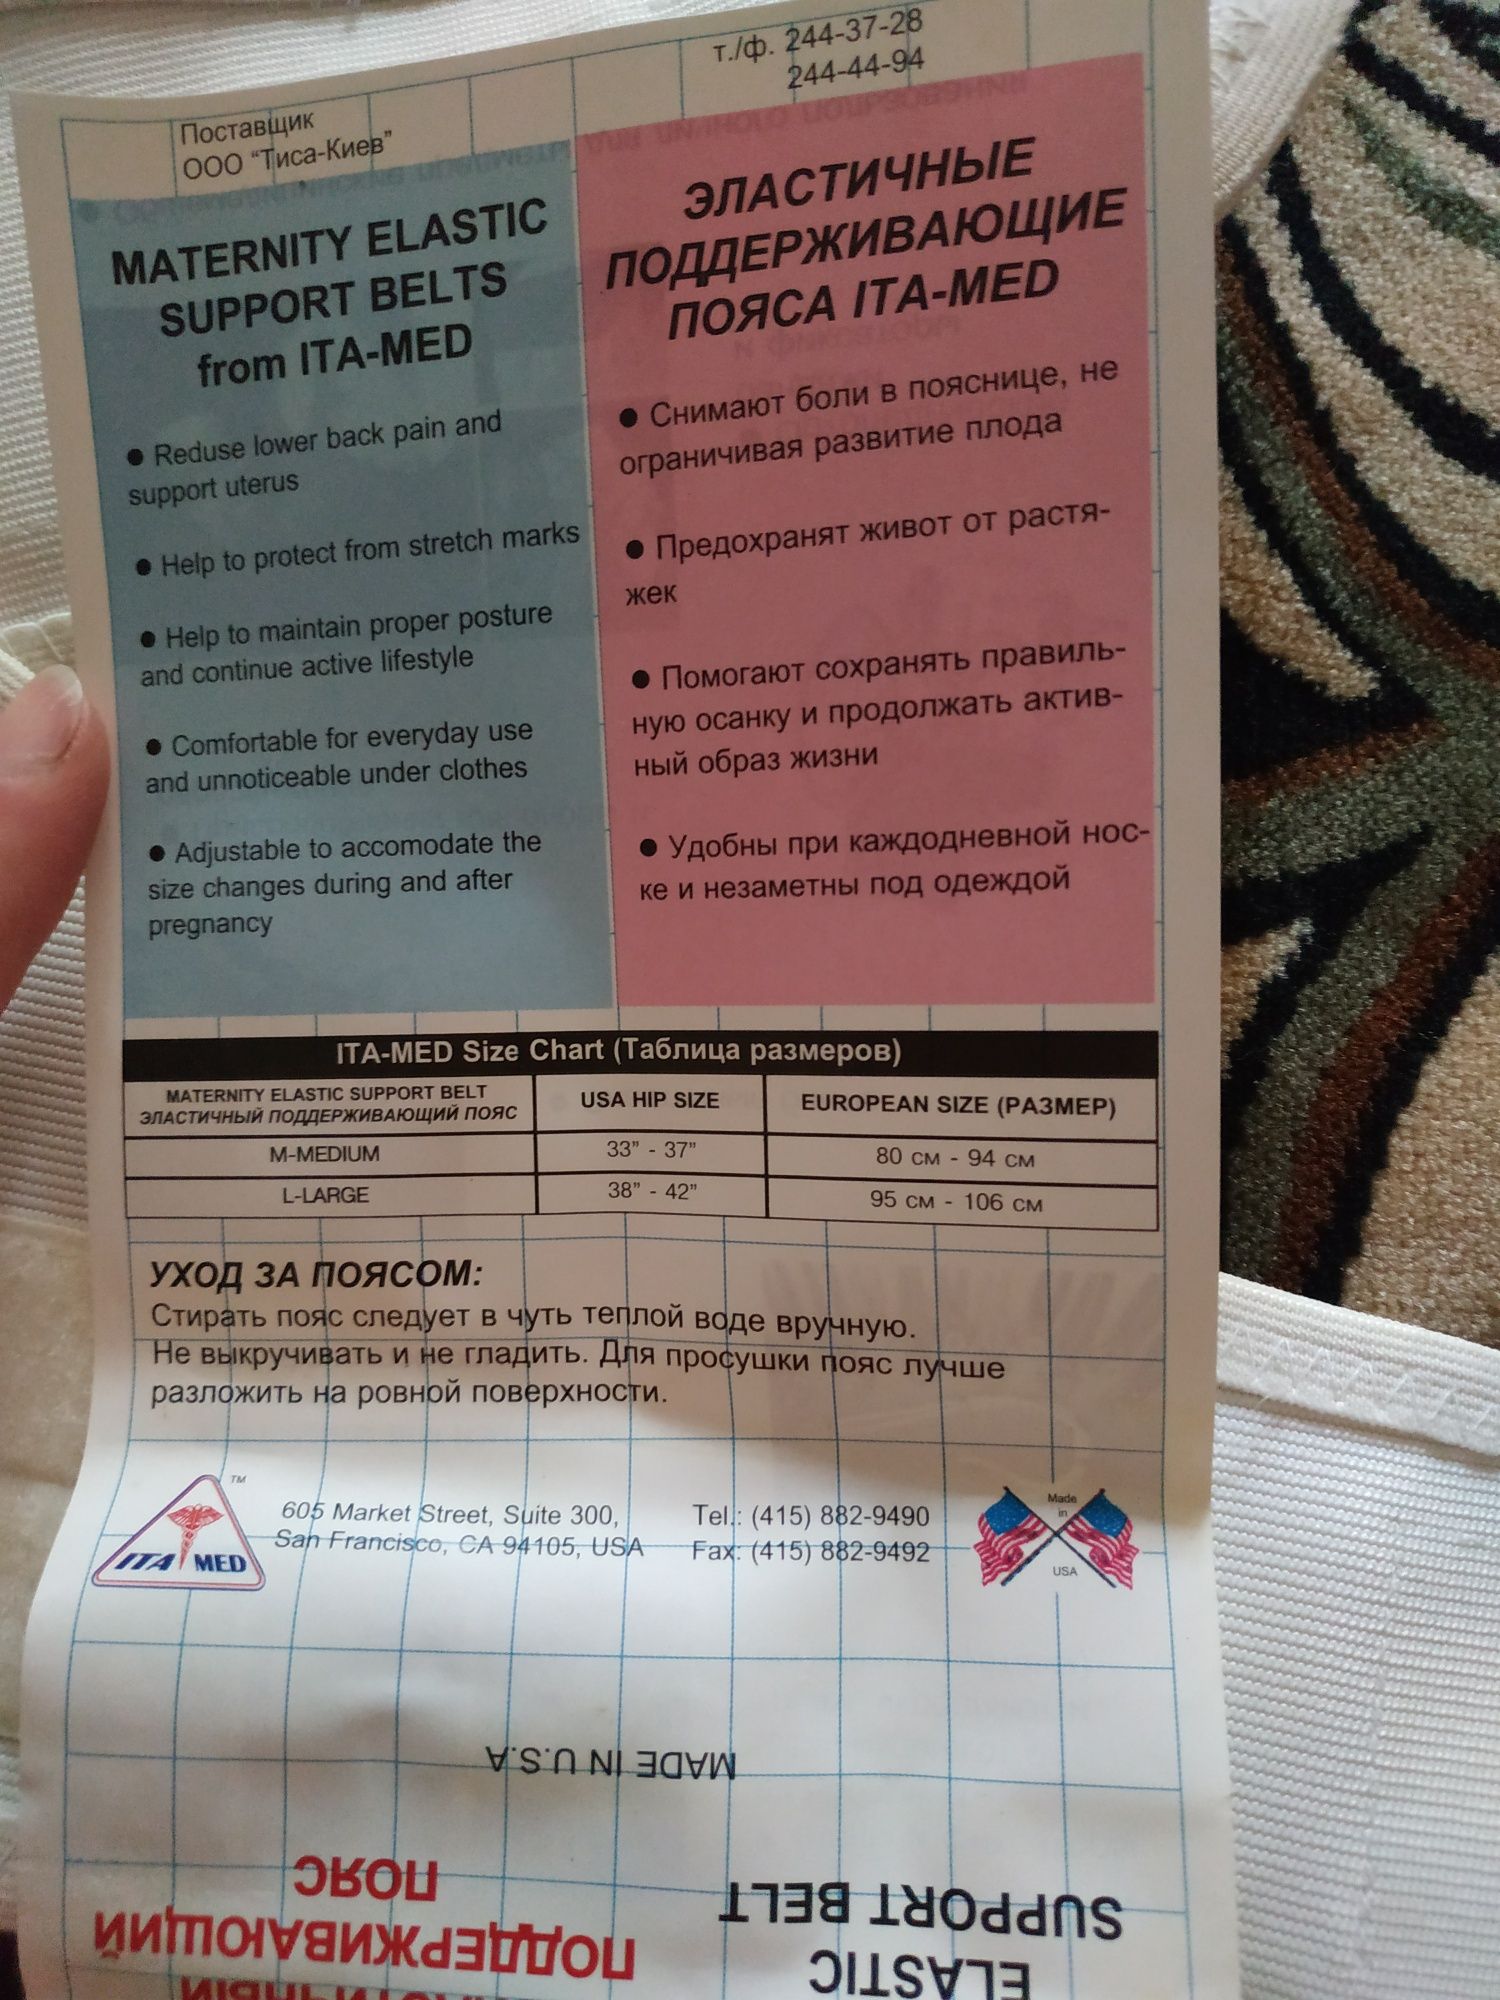 т./ф. 244-37-28
244-44-94
Поставщик
ООО "Тиса-Киев"
MATERNITY ELASTIC
SUPPORT BELTS
from ITA-MED
● Reduse lower back pain and
support uterus
● Help to protect from stretch marks
● Help to maintain proper posture
and continue active lifestyle
● Comfortable for everyday use
and unnoticeable under clothes
● Adjustable to accomodate the
size changes during and after
pregnancy
ЭЛАСТИЧНЫЕ
ПОДДЕРЖИВАЮЩИЕ
ПОЯСА ITA-MED
● Снимают боли в пояснице, не
ограничивая развитие плода
● Предохранят живот от растя-
жек
● Помогают сохранять правиль-
ную осанку и продолжать актив-
ный образ жизни
● Удобны при каждодневной нос-
ке и незаметны под одеждой
ITA-MED Size Chart (Таблица размеров)
MATERNITY ELASTIC SUPPORT BELT
ЭЛАСТИЧНЫЙ ПОДДЕРЖИВАЮЩИЙ ПОЯС
USA HIP SIZE
EUROPEAN SIZE (РАЗМЕР)
M-MEDIUM 33" - 37" 80 см - 94 см
L-LARGE 38" - 42" 95 см - 106 см
УХОД ЗА ПОЯСОМ:
Стирать пояс следует в чуть теплой воде вручную.
Не выкручивать и не гладить. Для просушки пояс лучше
разложить на ровной поверхности.
ITA MED TM
605 Market Street, Suite 300,
San Francisco, CA 94105, USA
Tel.: (415) 882-9490
Fax: (415) 882-9492
Made
in
USA
MADE IN U.S.A
ELASTIC
SUPPORT BELT
ПОДДЕРЖИВАЮЩИЙ
ПОЯС